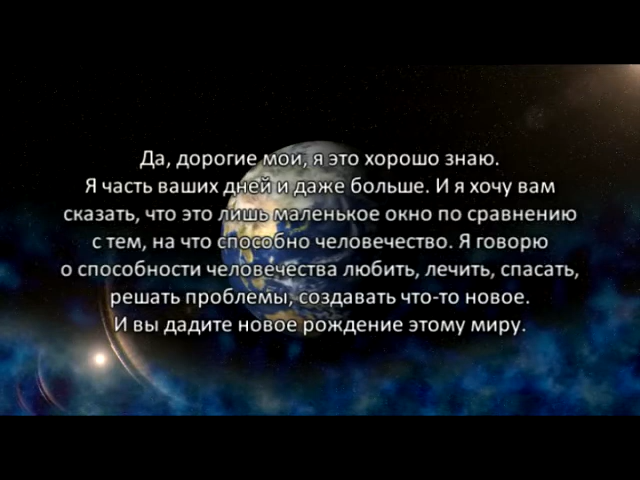 Да, дорогие мои, я это хорошо знаю.
Я часть ваших дней и даже больше. И я хочу вам
сказать, что это лишь маленькое окно по сравнению
с тем, на что способно человечество. Я говорю
о способности человечества любить, лечить, спасать,
решать проблемы, создавать что-то новое.
И вы дадите новое рождение этому миру.